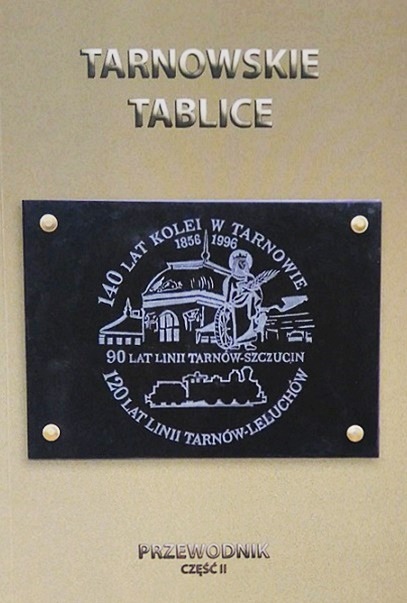 TARNOWSKIE
TABLICE
140 LAT KOLEI W TARNOWIE
1856 1996
90 LAT LINII TARNÓW-SZCZUCIN
120 LAT LINII TARNÓW-LELUCHÓW
PRZEWODNIK
CZĘŚĆ II